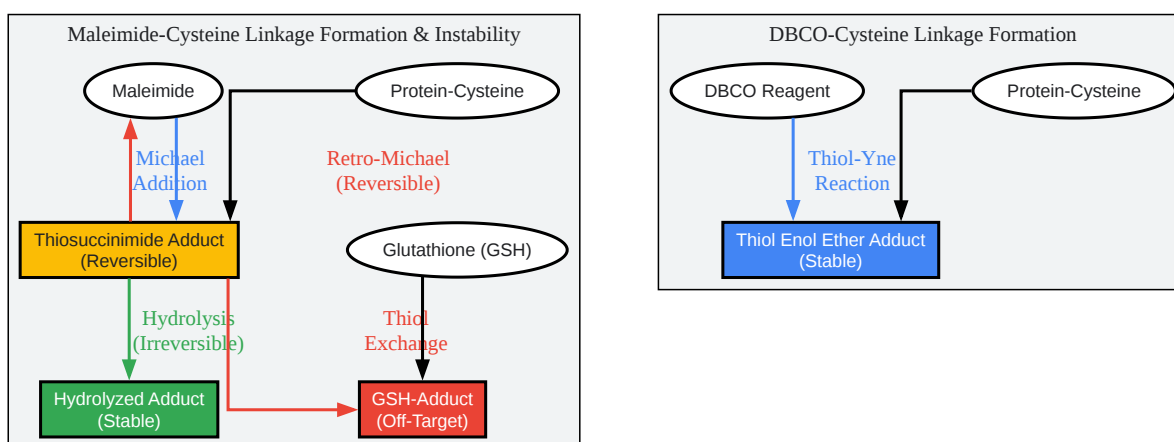 Maleimide-Cysteine Linkage Formation & Instability
Maleimide
Protein-Cysteine
Michael
Addition
Retro-Michael
(Reversible)
Thiosuccinimide Adduct
(Reversible)
Glutathione (GSH)
Hydrolysis
(Irreversible)
Thiol
Exchange
Hydrolyzed Adduct
(Stable)
GSH-Adduct
(Off-Target)
DBCO-Cysteine Linkage Formation
DBCO Reagent
Protein-Cysteine
Thiol-Yne
Reaction
Thiol Enol Ether Adduct
(Stable)